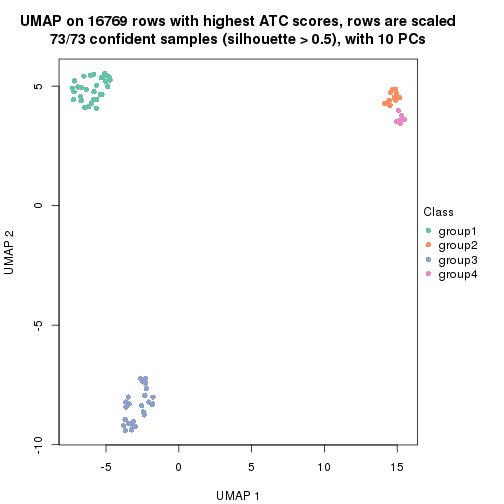 UMAP on 16769 rows with highest ATC scores, rows are scaled
73/73 confident samples (silhouette > 0.5), with 10 PCs
5
0
-5
-10
UMAP 2
-5
0
5
10
15
UMAP 1
Class
group1
group2
group3
group4